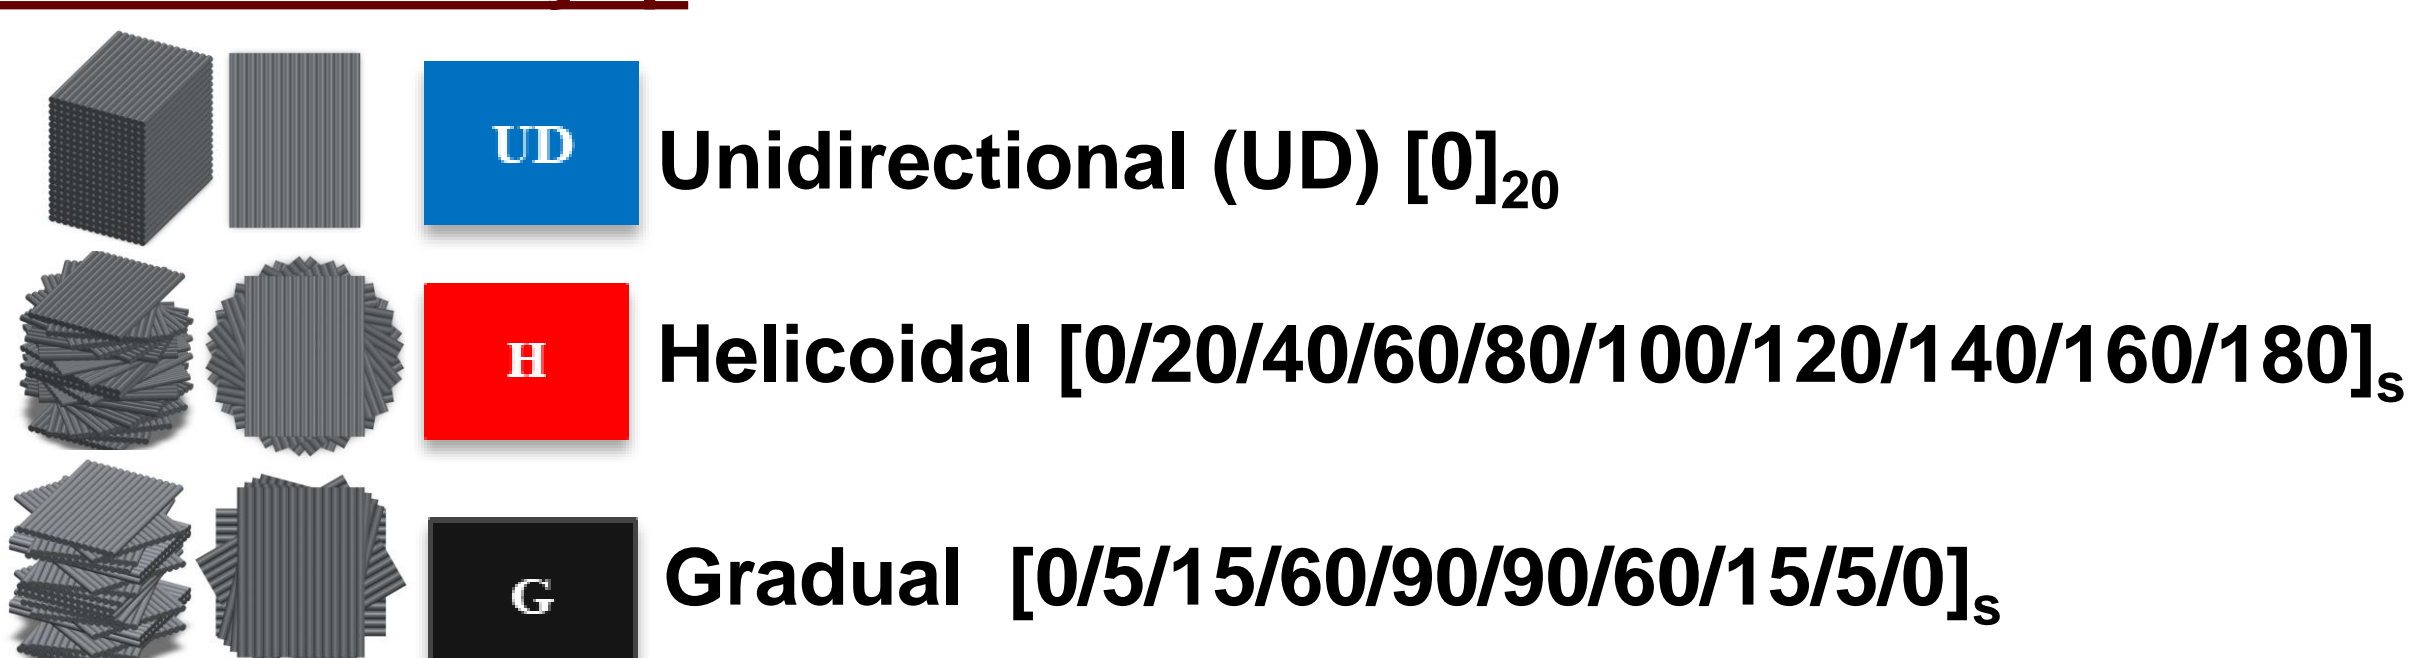 UD
Unidirectional (UD) [0]20
H
Helicoidal [0/20/40/60/80/100/120/140/160/180]s
G
Gradual [0/5/15/60/90/90/60/15/5/0]s